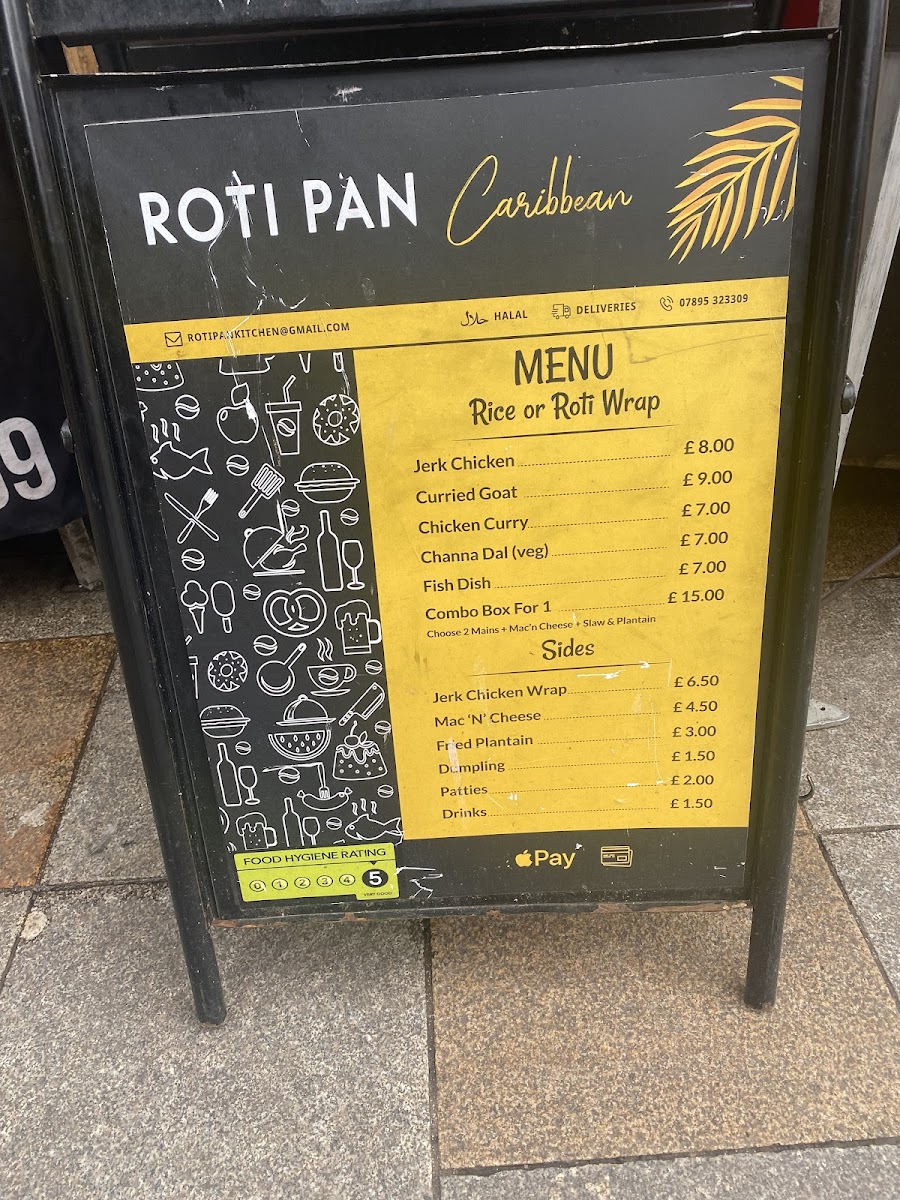 ROTI PAN Caribbean
ROTIPANKITCHEN@GMAIL.COM حلال HALAL DELIVERIES 07895 323309
MENU
Rice or Roti Wrap
Jerk Chicken £ 8.00
Curried Goat £ 9.00
Chicken Curry £ 7.00
Channa Dal (veg) £ 7.00
Fish Dish £ 7.00
Combo Box For 1 £ 15.00
Choose 2 Mains + Mac'n Cheese + Slaw & Plantain
Sides
Jerk Chicken Wrap £ 6.50
Mac ‘N’ Cheese £ 4.50
Fried Plantain £ 3.00
Dumpling £ 1.50
Patties £ 2.00
Drinks £ 1.50
FOOD HYGIENE RATING
0 1 2 3 4 5
VERY GOOD
Pay
09